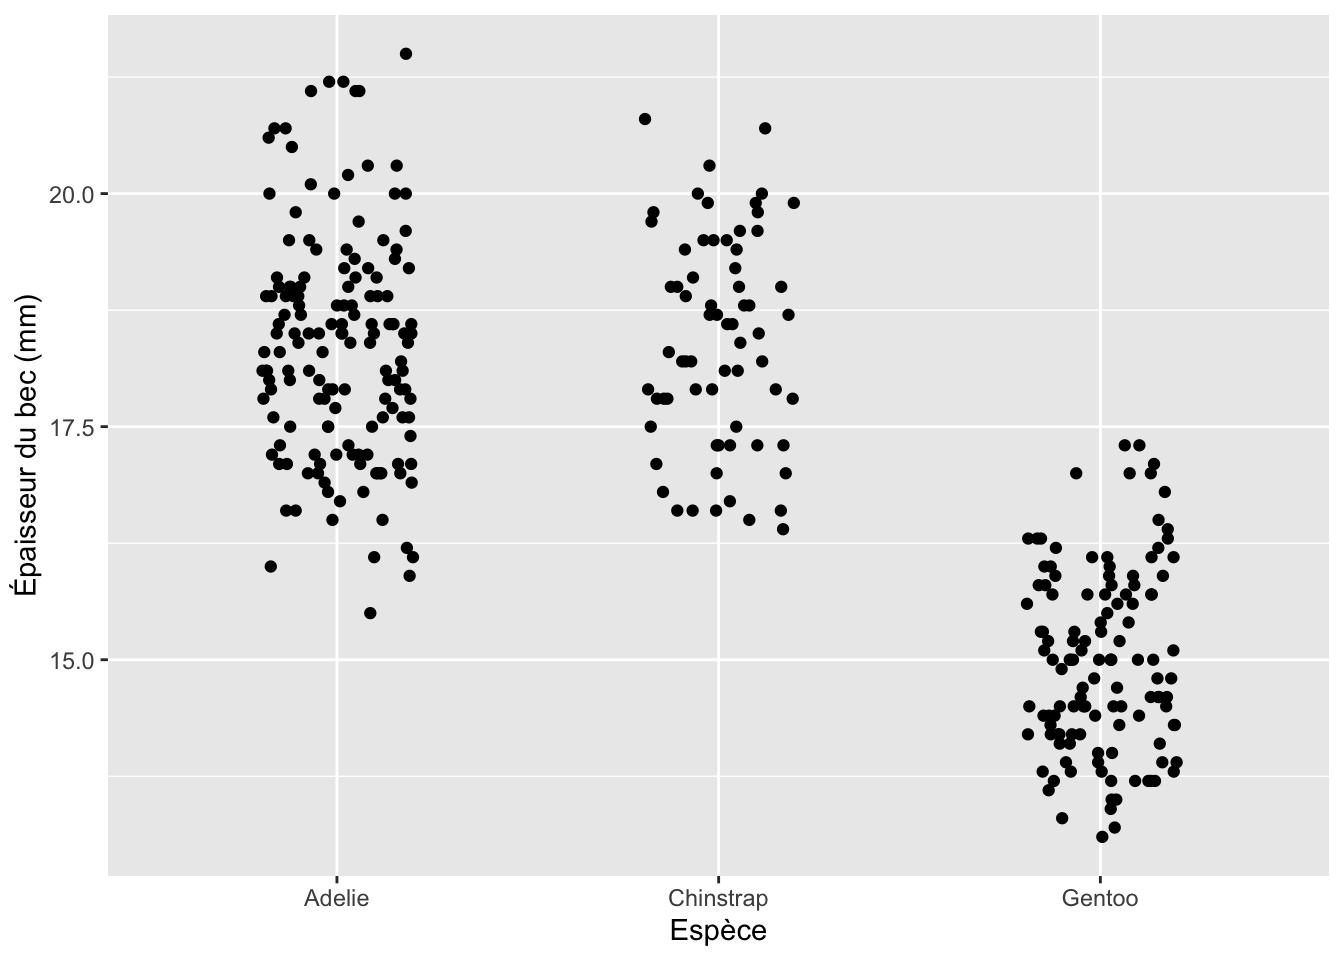 Épaisseur du bec (mm)
20.0
17.5
15.0
Adelie
Chinstrap
Gentoo
Espèce